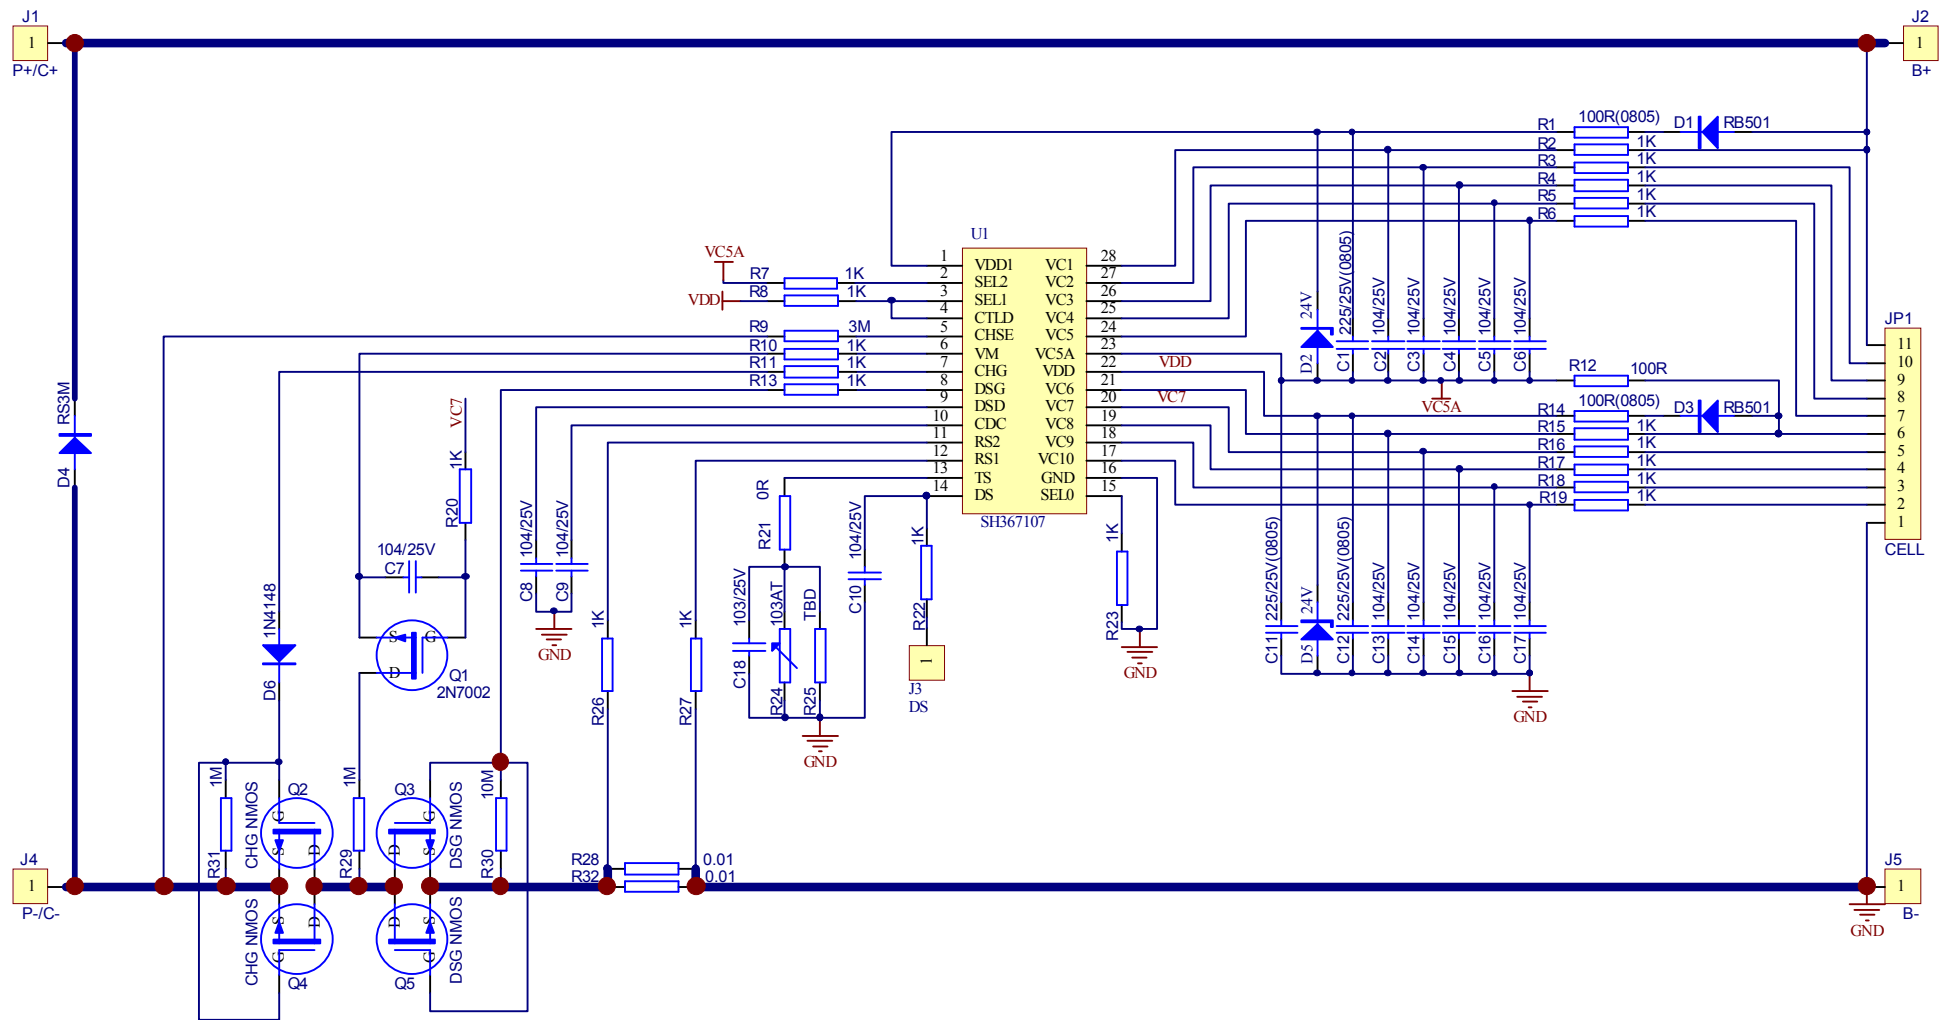 J1
1
P+/C+
J2
1
B+
R1 100R(0805) D1 RB501
R2 1K
R3 1K
R4 1K
R5 1K
R6 1K
U1
VC5A
R7 1K
VDD R8 1K
R9 3M
R10 1K
R11 1K
R13 1K
1 VDD1 VC1 28
2 SEL2 VC2 27
3 SEL1 VC3 26
4 CTLD VC4 25
5 CHSE VC5 24
6 VM VC5A 23
7 CHG VDD 22
8 DSG VC6 21
9 DSD VC7 20
10 CDC VC8 19
11 RS2 VC9 18
12 RS1 VC10 17
13 TS GND 16
14 DS SEL0 15
SH367107
VDD
VC7
D2 24V
C1 225/25V(0805)
C2 104/25V
C3 104/25V
C4 104/25V
C5 104/25V
C6 104/25V
VC5A
R12 100R
R14 100R(0805) D3 RB501
R15 1K
R16 1K
R17 1K
R18 1K
R19 1K
JP1
11
10
9
8
7
6
5
4
3
2
1
CELL
D4 RS3M
VC7
R20 1K
104/25V
C7
S G
D
Q1
2N7002
D6 1N4148
C8 104/25V
C9 104/25V
GND
R26 1K
R27 1K
R21 0R
C18 103/25V
R24 103AT
R25 TBD
C10 104/25V
GND
R22 1K
1
J3
DS
R23 1K
GND
C11 225/25V(0805)
D5 24V
C12 225/25V(0805)
C13 104/25V
C14 104/25V
C15 104/25V
C16 104/25V
C17 104/25V
GND
R31 1M
CHG NMOS
Q2
G
S D
R29 1M
Q3
G
D S
DSG NMOS
R30 10M
R28 0.01
R32 0.01
J4
1
P-/C-
CHG NMOS
S D
G
Q4
D S
G
Q5
DSG NMOS
J5
1
B-
GND